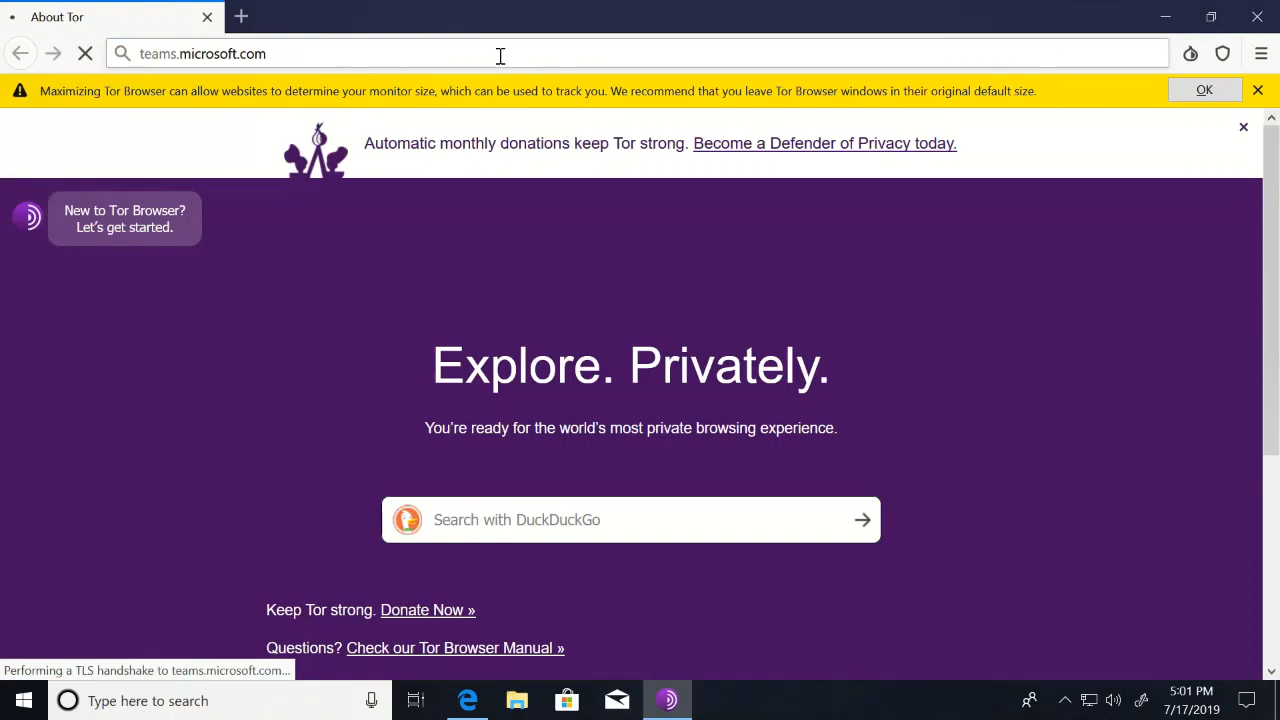 About Tor
teams.microsoft.com
Maximizing Tor Browser can allow websites to determine your monitor size, which can be used to track you. We recommend that you leave Tor Browser windows in their original default size.
OK
Automatic monthly donations keep Tor strong. Become a Defender of Privacy today.
New to Tor Browser?
Let's get started.
Explore. Privately.
You're ready for the world's most private browsing experience.
Search with DuckDuckGo
Keep Tor strong. Donate Now »
Questions? Check our Tor Browser Manual »
Performing a TLS handshake to teams.microsoft.com...
Type here to search
5:01 PM
7/17/2019